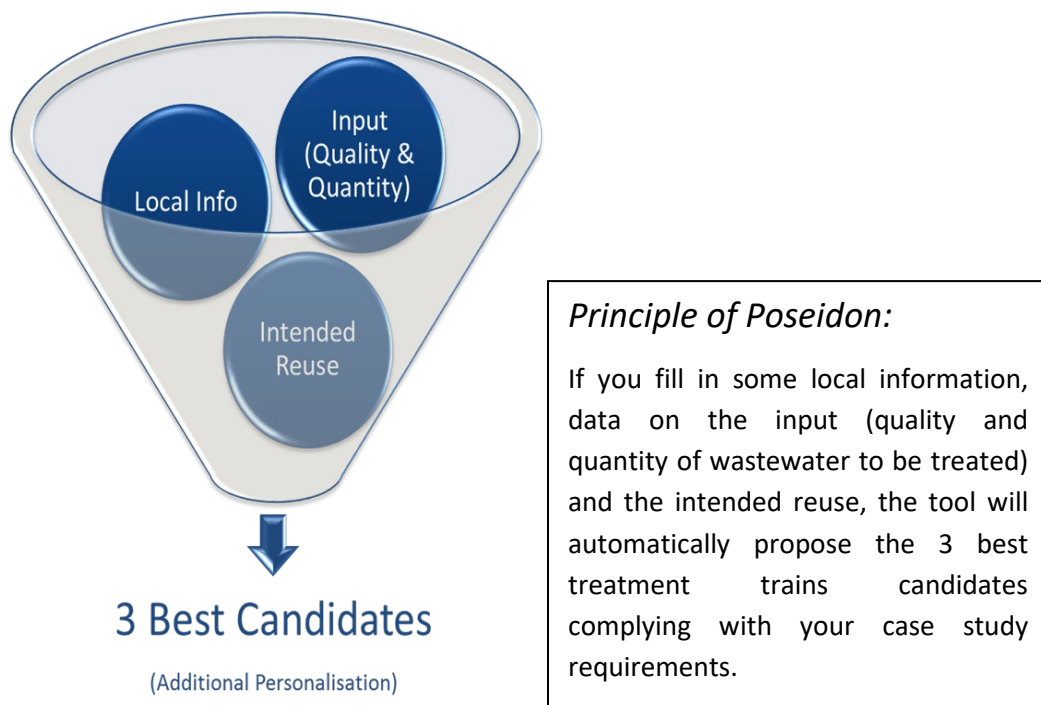 Input
(Quality &
Quantity)
Local Info
Intended
Reuse
3 Best Candidates
(Additional Personalisation)
Principle of Poseidon:
If you fill in some local information,
data on the input (quality and
quantity of wastewater to be treated)
and the intended reuse, the tool will
automatically propose the 3 best
treatment trains candidates
complying with your case study
requirements.